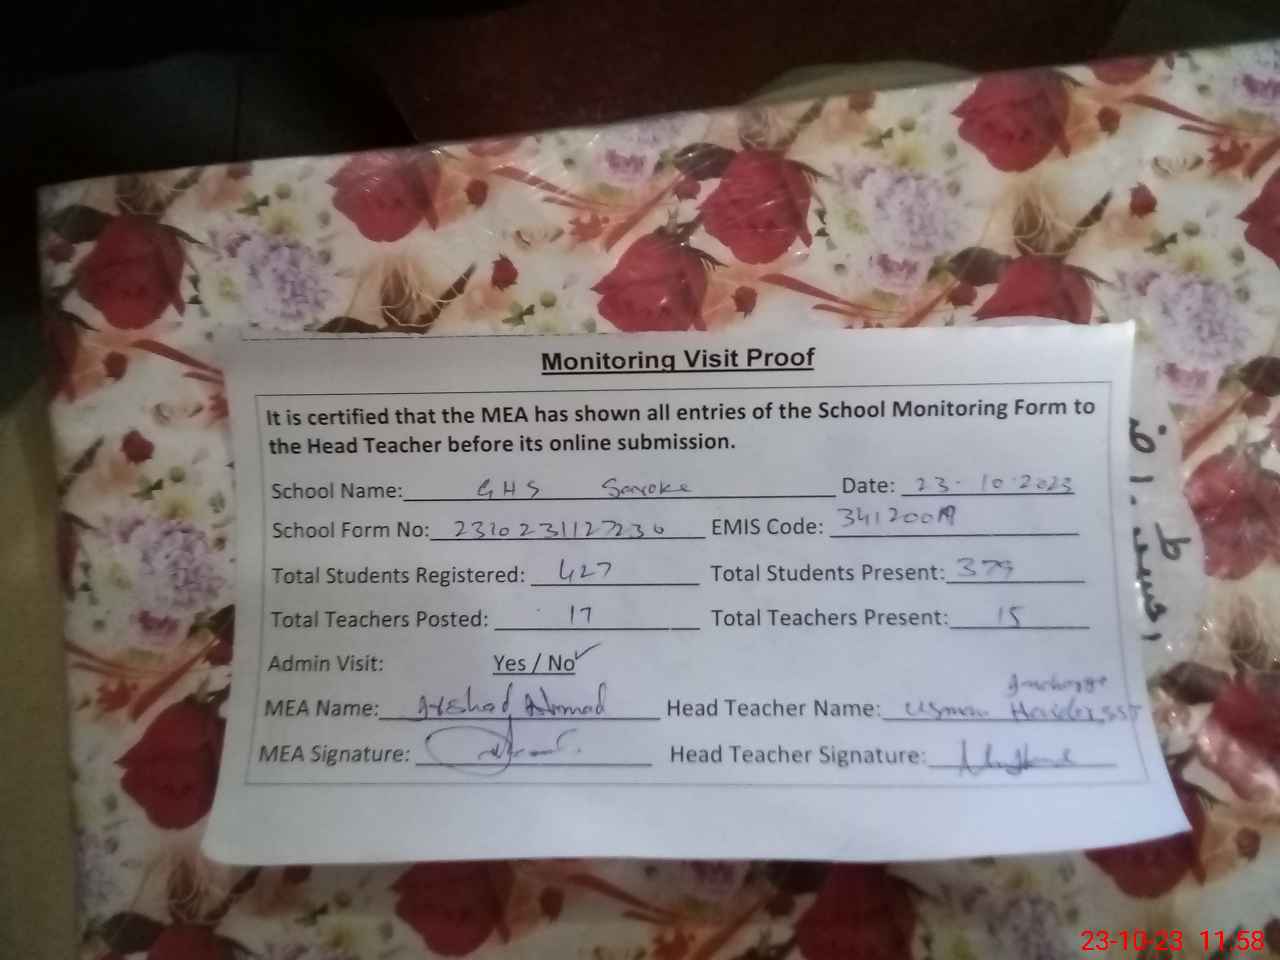 Monitoring Visit Proof
It is certified that the MEA has shown all entries of the School Monitoring Form to
the Head Teacher before its online submission.
School Name: GHS Saroke Date: 23-10-2023
School Form No: 2310231127230 EMIS Code: 34120019
Total Students Registered: 427 Total Students Present: 379
Total Teachers Posted: 17 Total Teachers Present: 15
Admin Visit: Yes / No✓
Incharge
MEA Name: Arshad Ahmad Head Teacher Name: Usman Haider, SST
MEA Signature: Head Teacher Signature:
23-10-23 11:58